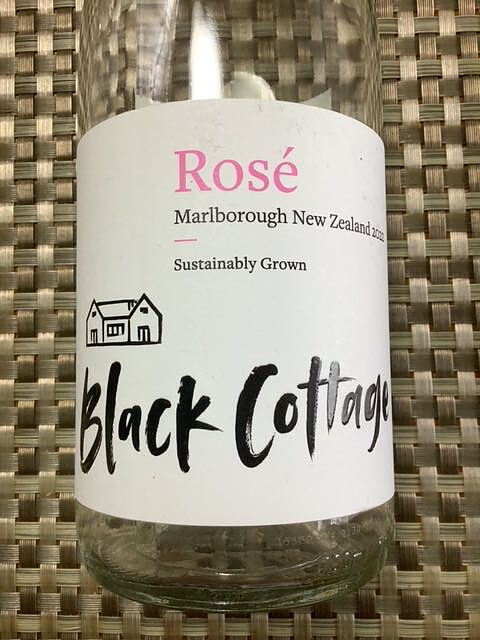 Rosé
Marlborough New Zealand 2022
Sustainably Grown
Black Cottage